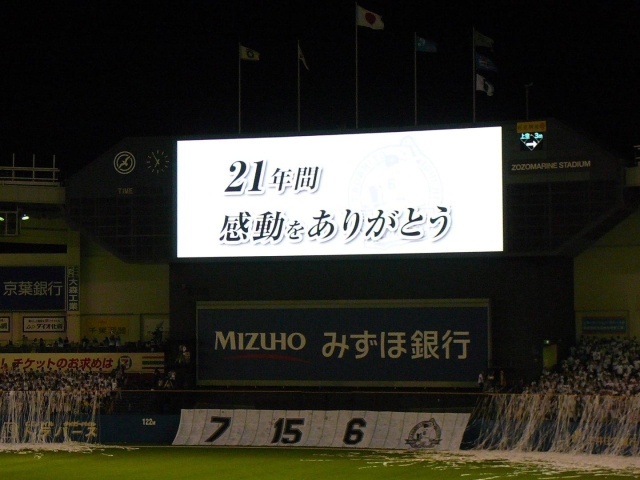 21年間
感動をありがとう
ZOZOMARINE STADIUM
京葉銀行
MIZUHO みずほ銀行
チケットのお求めは
122m
7 15 6